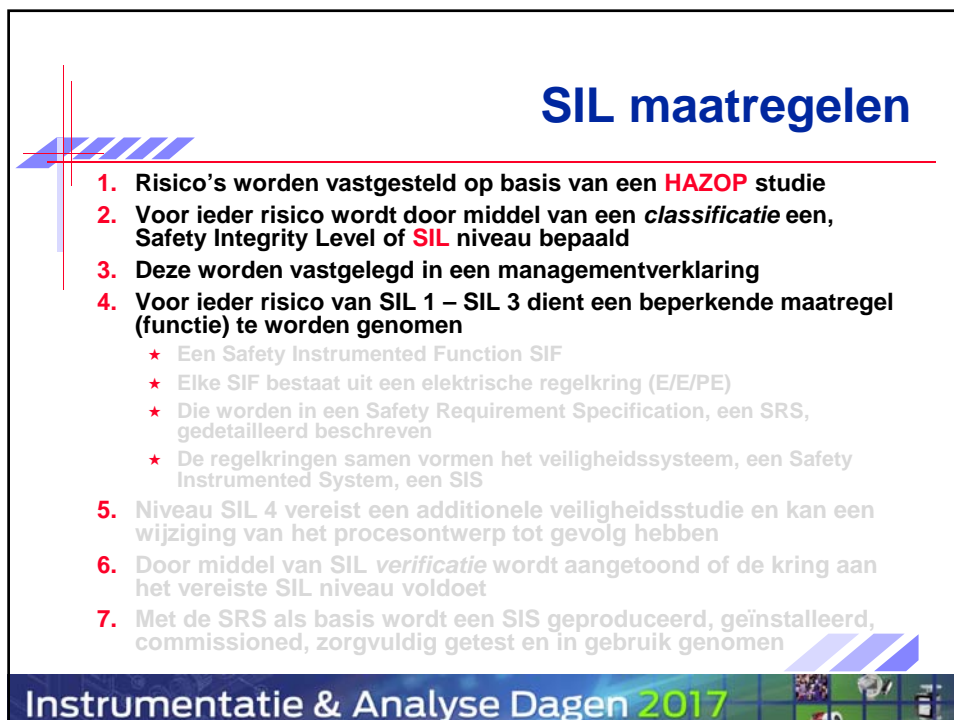 SIL maatregelen
1. Risico's worden vastgesteld op basis van een HAZOP studie
2. Voor ieder risico wordt door middel van een classificatie een,
Safety Integrity Level of SIL niveau bepaald
3. Deze worden vastgelegd in een managementverklaring
4. Voor ieder risico van SIL 1 – SIL 3 dient een beperkende maatregel
(functie) te worden genomen
★ Een Safety Instrumented Function SIF
★ Elke SIF bestaat uit een elektrische regelkring (E/E/PE)
★ Die worden in een Safety Requirement Specification, een SRS,
gedetailleerd beschreven
★ De regelkringen samen vormen het veiligheidssysteem, een Safety
Instrumented System, een SIS
5. Niveau SIL 4 vereist een additionele veiligheidsstudie en kan een
wijziging van het procesontwerp tot gevolg hebben
6. Door middel van SIL verificatie wordt aangetoond of de kring aan
het vereiste SIL niveau voldoet
7. Met de SRS als basis wordt een SIS geproduceerd, geïnstalleerd,
commissioned, zorgvuldig getest en in gebruik genomen
Instrumentatie & Analyse Dagen 2017